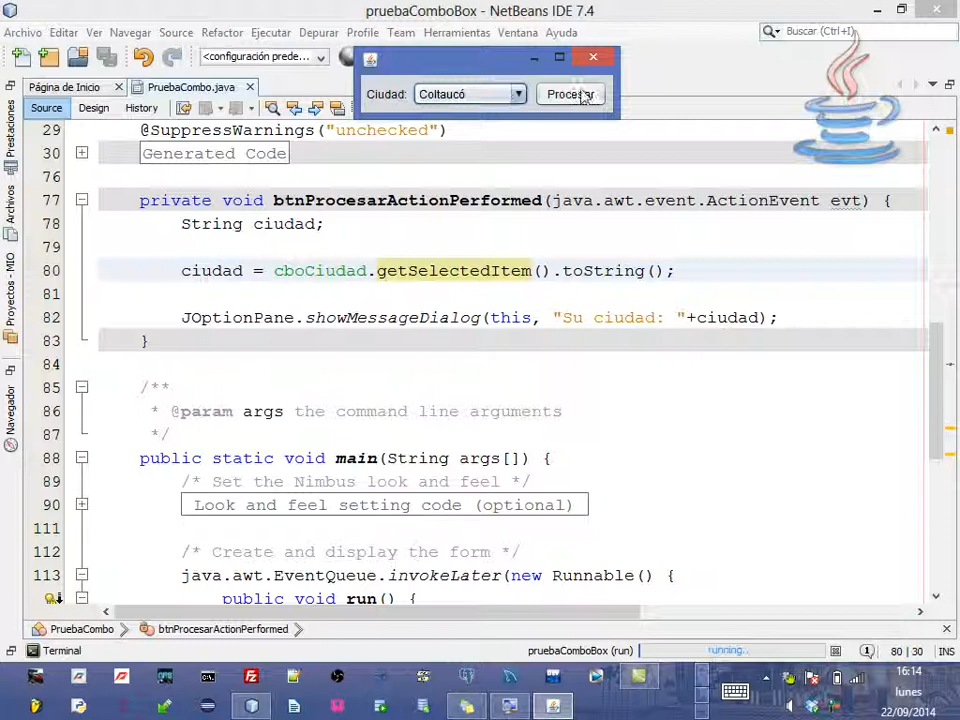 pruebaComboBox - NetBeans IDE 7.4
Archivo Editar Ver Navegar Source Refactor Ejecutar Depurar Profile Team Herramientas Ventana Ayuda
Buscar (Ctrl+I)
<configuración prede...
Ciudad: Coltaucó Procesar
Página de Inicio PruebaCombo.java
Source Design History
Prestaciones
Archivos
Proyectos - MIO
Navegador
29 @SuppressWarnings("unchecked")
30 Generated Code
76
77 private void btnProcesarActionPerformed(java.awt.event.ActionEvent evt) {
78 String ciudad;
79
80 ciudad = cboCiudad.getSelectedItem().toString();
81
82 JOptionPane.showMessageDialog(this, "Su ciudad: "+ciudad);
83 }
84
85 /**
86 * @param args the command line arguments
87 */
88 public static void main(String args[]) {
89 /* Set the Nimbus look and feel */
90 Look and feel setting code (optional)
111
112 /* Create and display the form */
113 java.awt.EventQueue.invokeLater(new Runnable() {
public void run() {
PruebaCombo btnProcesarActionPerformed
Terminal pruebaComboBox (run) running... 80 | 30 INS
16:14
lunes
22/09/2014